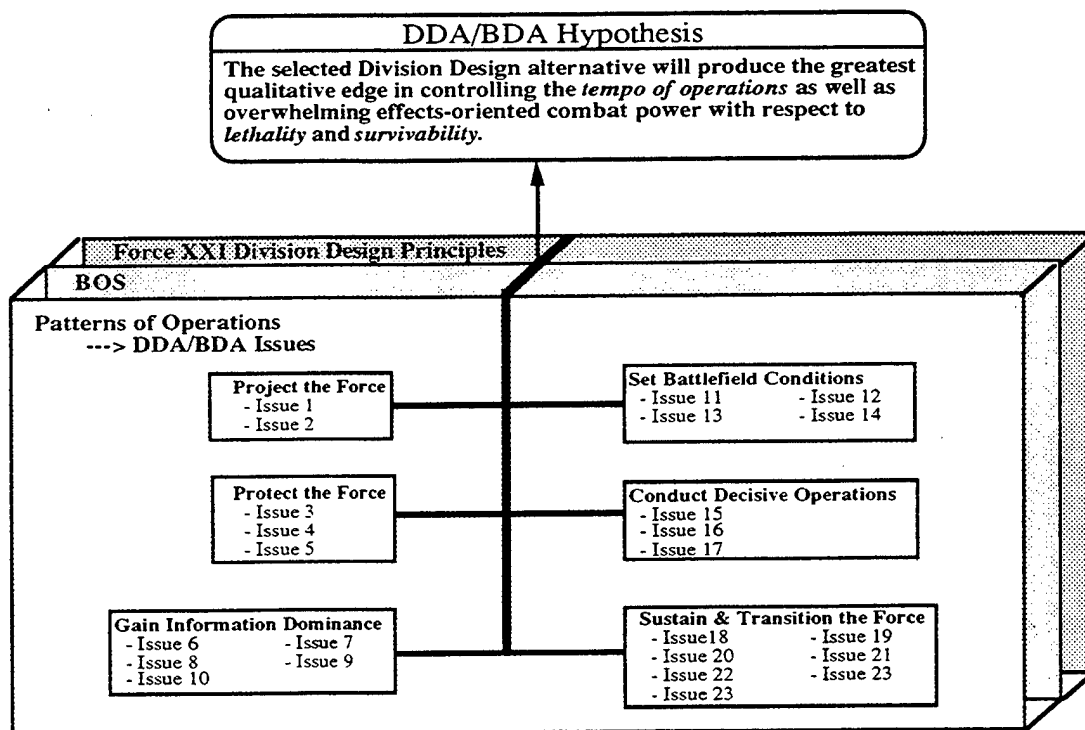 DDA/BDA Hypothesis
The selected Division Design alternative will produce the greatest
qualitative edge in controlling the tempo of operations as well as
overwhelming effects-oriented combat power with respect to
lethality and survivability.
Force XXI Division Design Principles
BOS
Patterns of Operations
---> DDA/BDA Issues
Project the Force
- Issue 1
- Issue 2
Set Battlefield Conditions
- Issue 11 - Issue 12
- Issue 13 - Issue 14
Protect the Force
- Issue 3
- Issue 4
- Issue 5
Conduct Decisive Operations
- Issue 15
- Issue 16
- Issue 17
Gain Information Dominance
- Issue 6 - Issue 7
- Issue 8 - Issue 9
- Issue 10
Sustain & Transition the Force
- Issue18 - Issue 19
- Issue 20 - Issue 21
- Issue 22 - Issue 23
- Issue 23